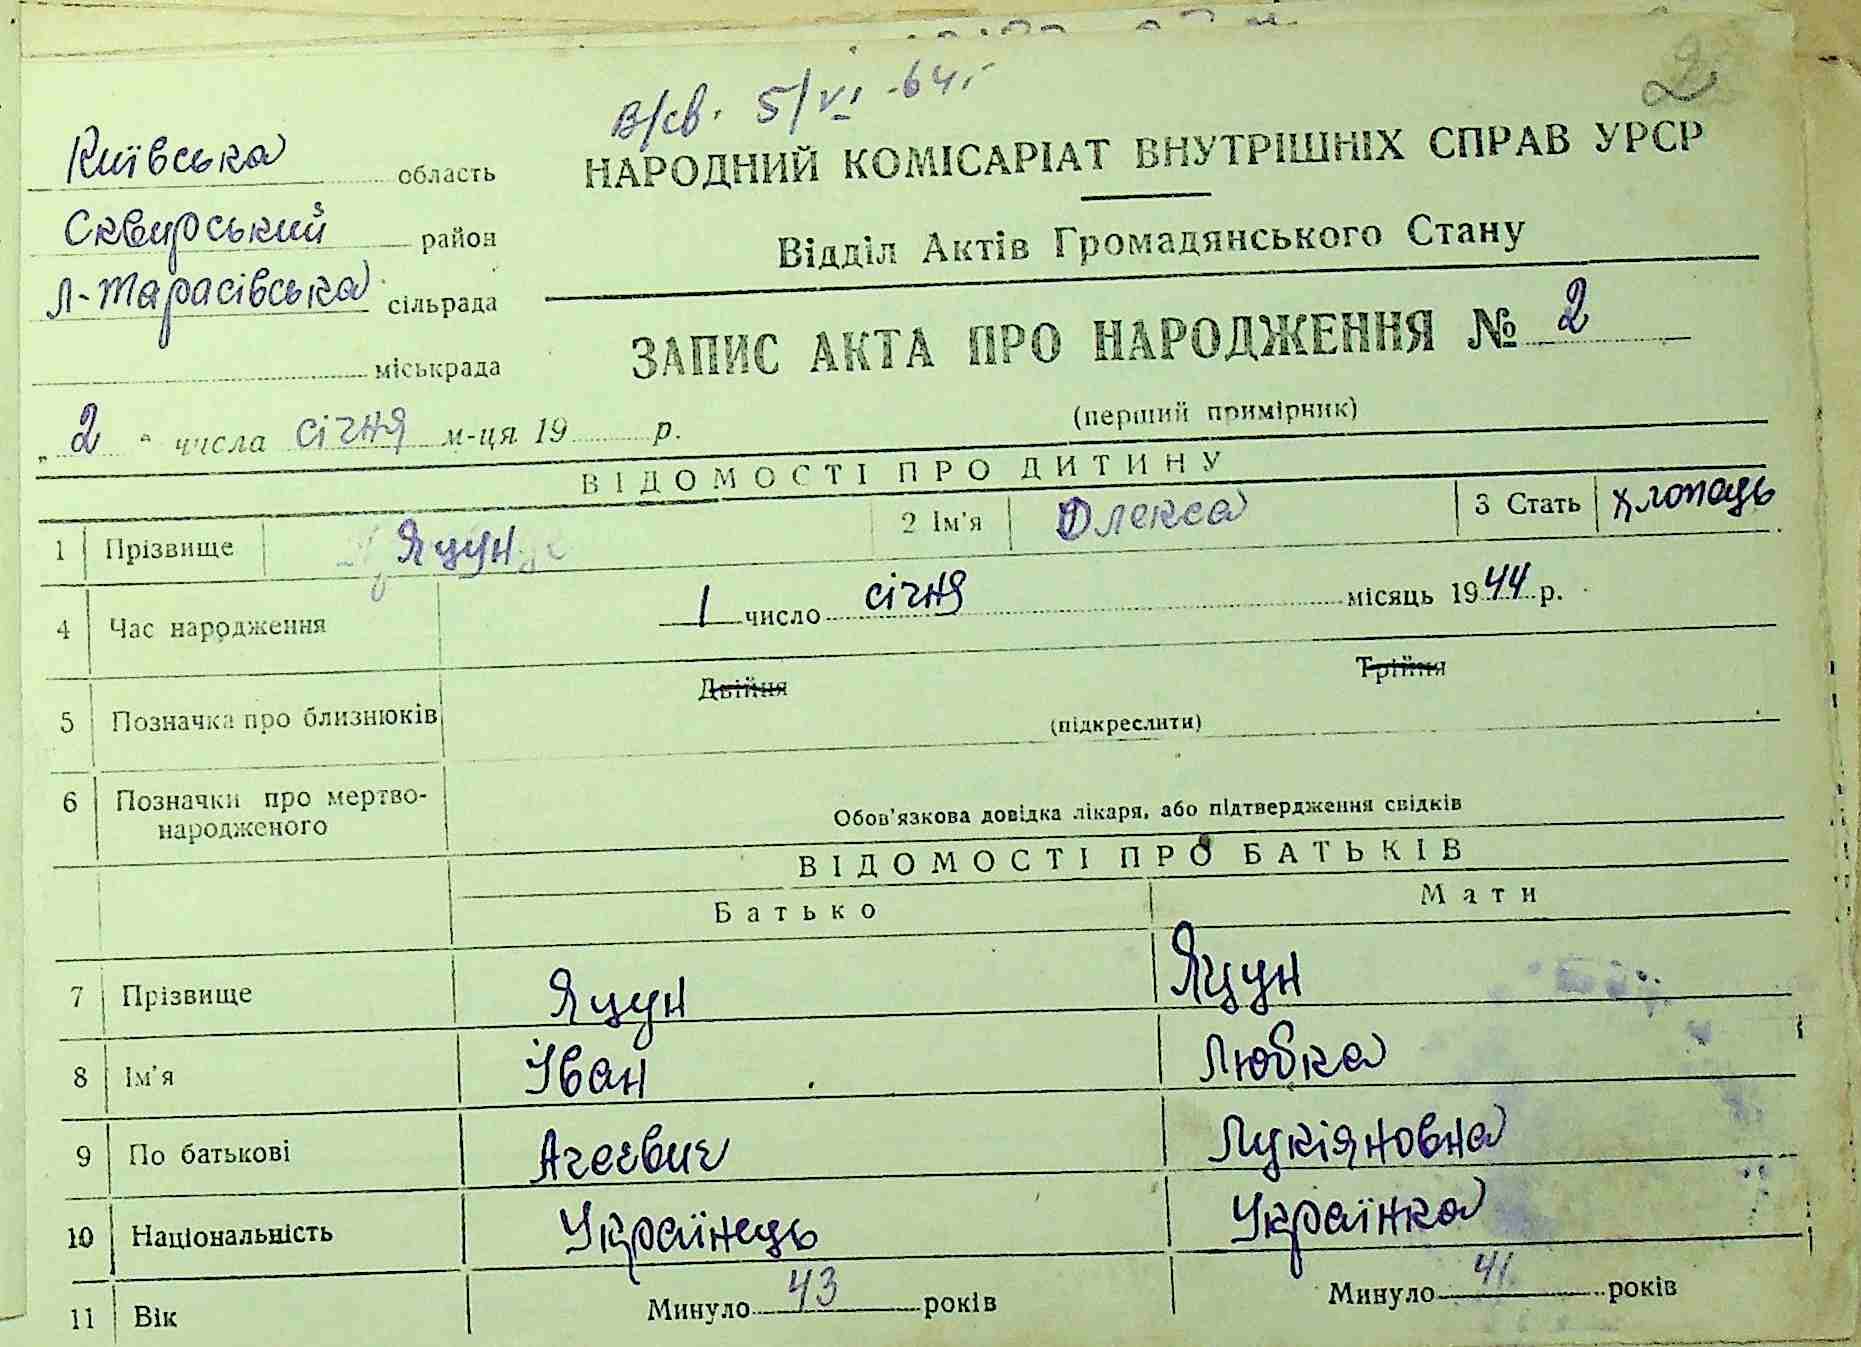 2
в/св. 5/VI -64г
Київська область
Сквирський район
Л-Тарасівська сільрада
міськрада
НАРОДНИЙ КОМІСАРІАТ ВНУТРІШНІХ СПРАВ УРСР
Відділ Актів Громадянського Стану
ЗАПИС АКТА ПРО НАРОДЖЕННЯ № 2
(перший примірник)
„2“ числа січня м-ця 19 р.
ВІДОМОСТІ ПРО ДИТИНУ
1 Прізвище Яцун 2 Ім'я Олекса 3 Стать хлопець
4 Час народження 1 число січня місяць 1944 р.
5 Позначка про близнюків Двійня Трійня
(підкреслити)
6 Позначки про мертво-
народженого
Обов'язкова довідка лікаря, або підтвердження свідків
ВІДОМОСТІ ПРО БАТЬКІВ
Батько Мати
7 Прізвище Яцун Яцун
8 Ім'я Іван Любка
9 По батькові Агеєвич Лукіяновна
10 Національність Українець Українка
11 Вік Минуло 43 років Минуло 41 років